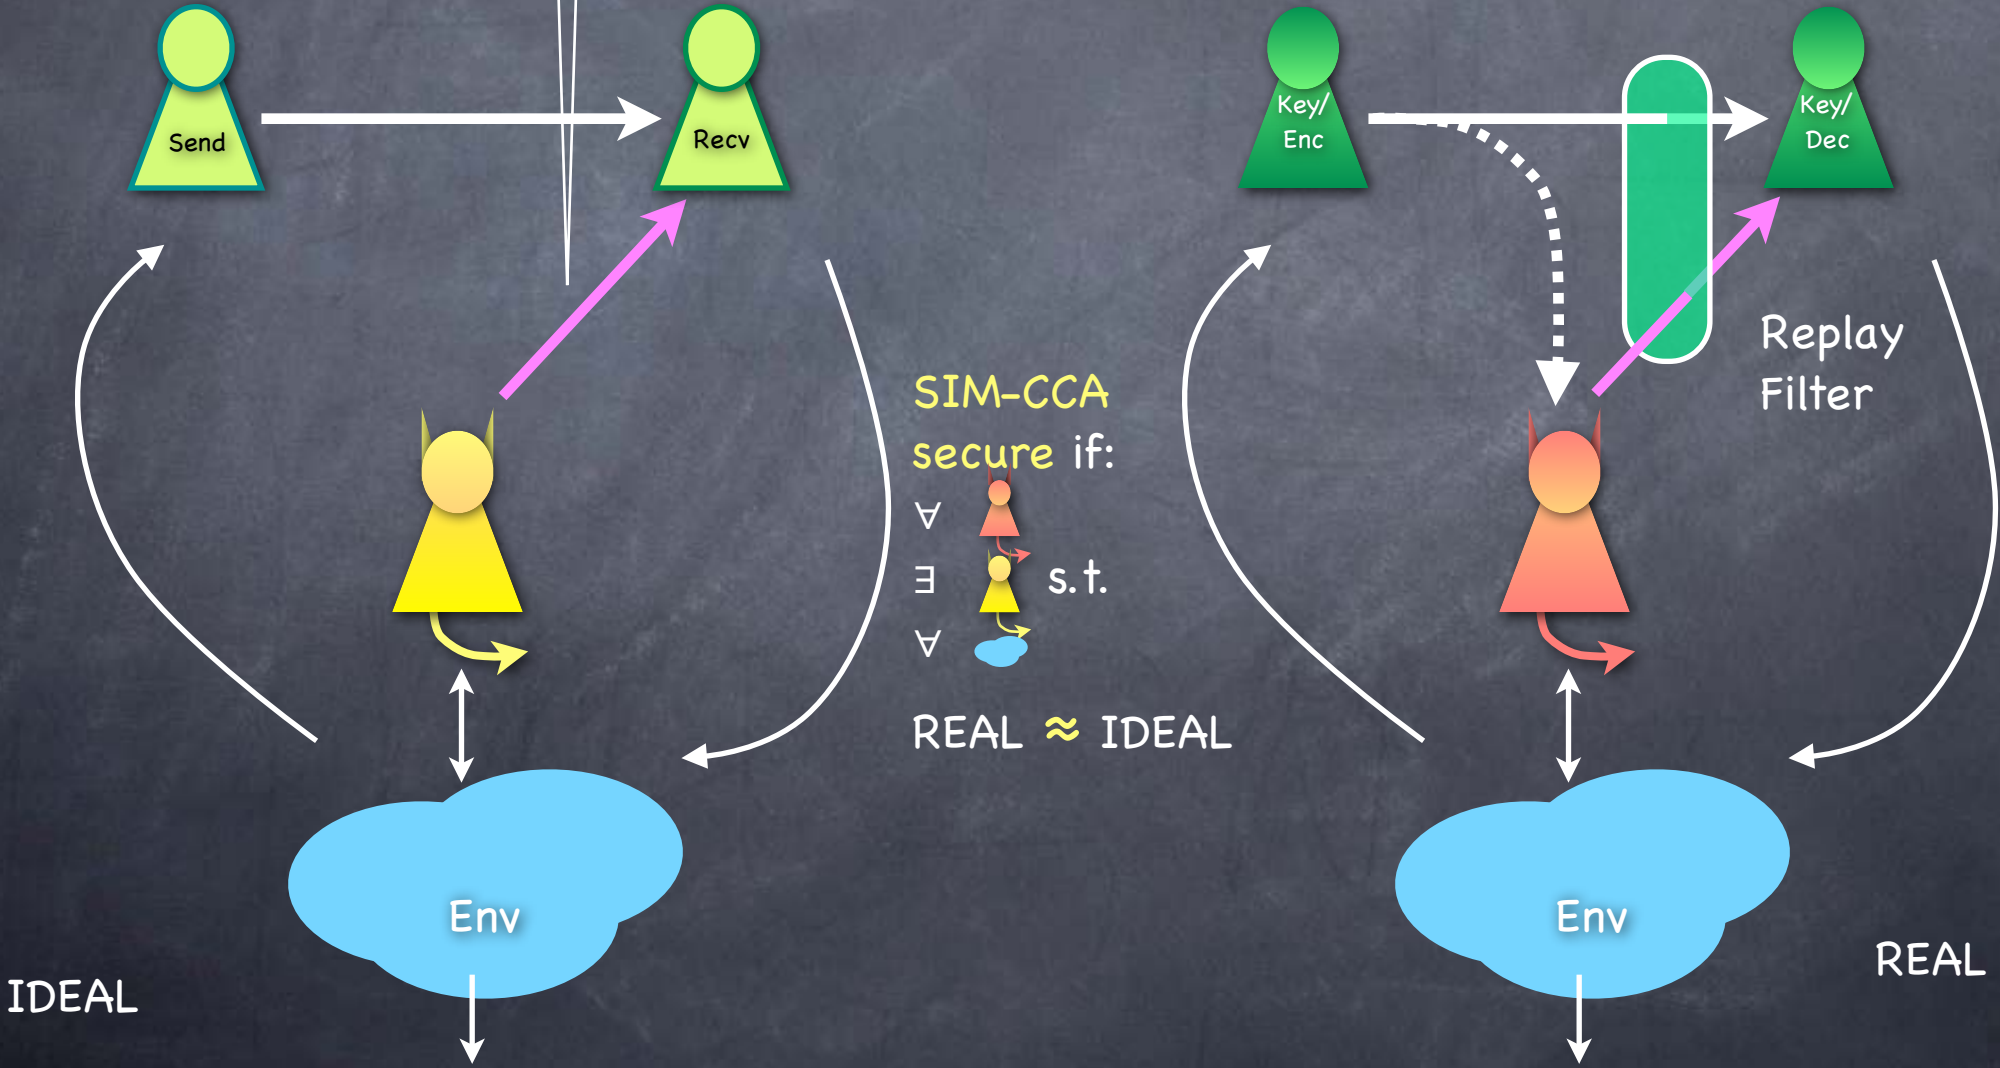 Send
Recv
Key/
Enc
Key/
Dec
Replay
Filter
SIM-CCA
secure if:
∀
∃ s.t.
∀
REAL ≈ IDEAL
Env
Env
IDEAL
REAL